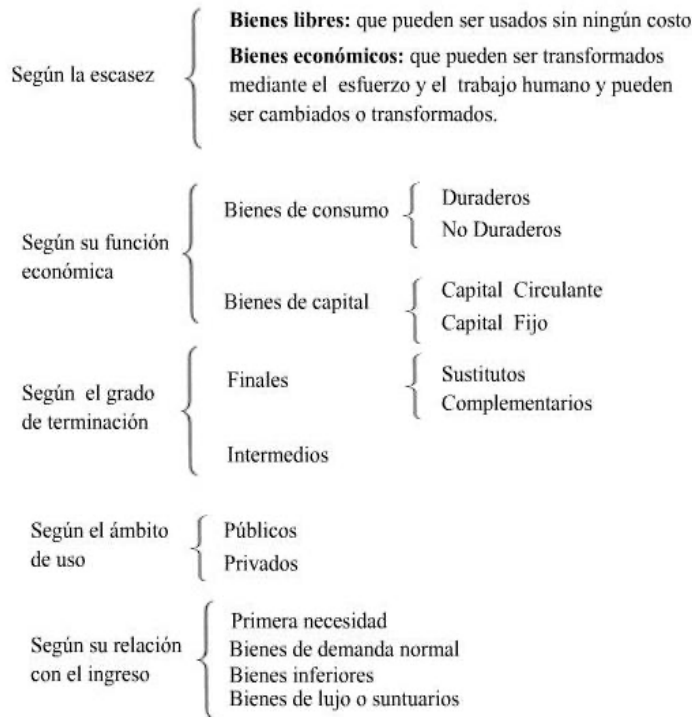 Según la escasez
Bienes libres: que pueden ser usados sin ningún costo
Bienes económicos: que pueden ser transformados
mediante el esfuerzo y el trabajo humano y pueden
ser cambiados o transformados.
Según su función
económica
Bienes de consumo
Duraderos
No Duraderos
Bienes de capital
Capital Circulante
Capital Fijo
Según el grado
de terminación
Finales
Sustitutos
Complementarios
Intermedios
Según el ámbito
de uso
Públicos
Privados
Según su relación
con el ingreso
Primera necesidad
Bienes de demanda normal
Bienes inferiores
Bienes de lujo o suntuarios